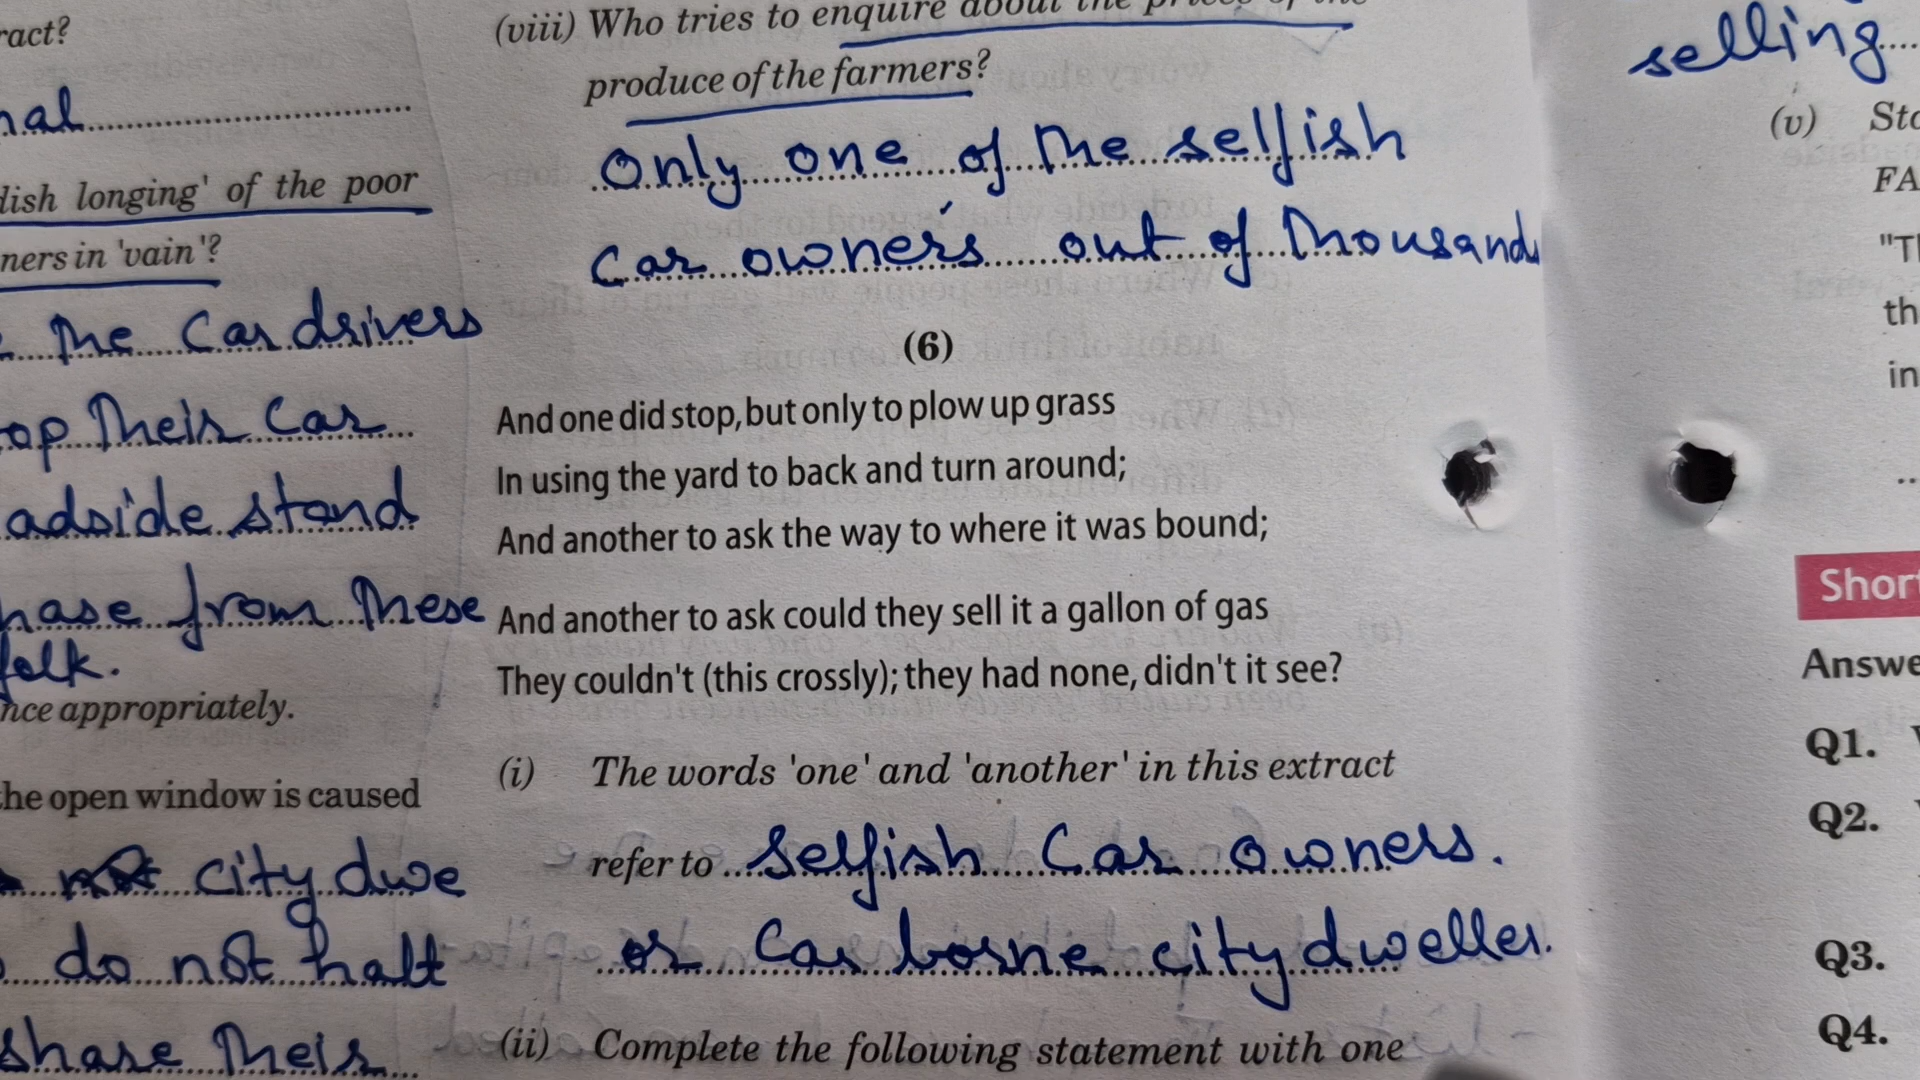 ract?
nal
dish longing' of the poor
ners in 'vain'?
the Car drivers
op their Car
adside stand
hase from these
folk.
nce appropriately.
the open window is caused
city dwe
do not halt
share their
(viii) Who tries to enquire about the prices of the
produce of the farmers?
Only one of the selfish
car owner's out of thousands
(6)
And one did stop, but only to plow up grass
In using the yard to back and turn around;
And another to ask the way to where it was bound;
And another to ask could they sell it a gallon of gas
They couldn't (this crossly); they had none, didn't it see?
(i) The words 'one' and 'another' in this extract
refer to selfish Car owners.
or Car borne city dweller.
(ii) Complete the following statement with one
selling
(v) Sto
FA
"Th
th
in
Short
Answe
Q1.
Q2.
Q3.
Q4.